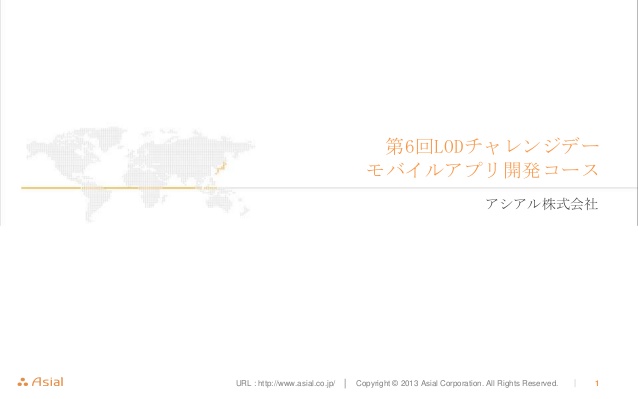 第6回LODチャレンジデー
モバイルアプリ開発コース
アシアル株式会社
Asial
URL : http://www.asial.co.jp/ | Copyright © 2013 Asial Corporation. All Rights Reserved. | 1